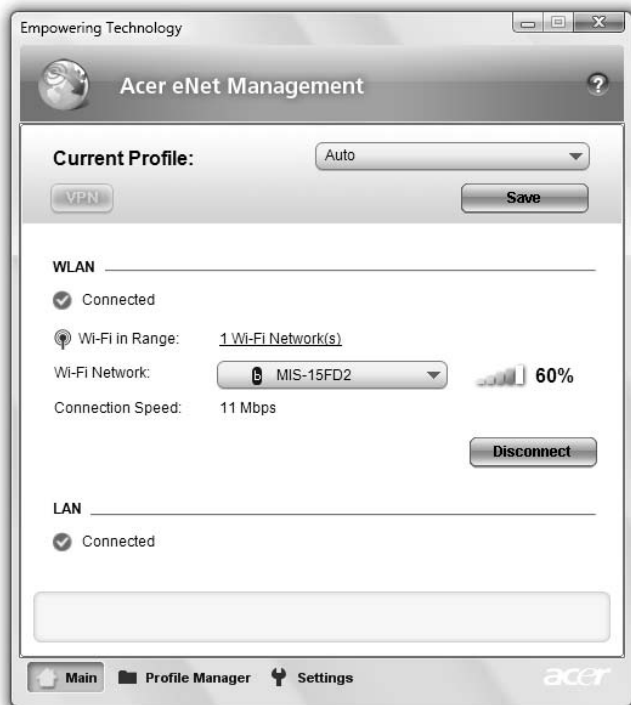 Empowering Technology
Acer eNet Management
?
Current Profile:
Auto
VPN
Save
WLAN
Connected
Wi-Fi in Range: 1 Wi-Fi Network(s)
Wi-Fi Network: b MIS-15FD2 60%
Connection Speed: 11 Mbps
Disconnect
LAN
Connected
Main Profile Manager Settings acer